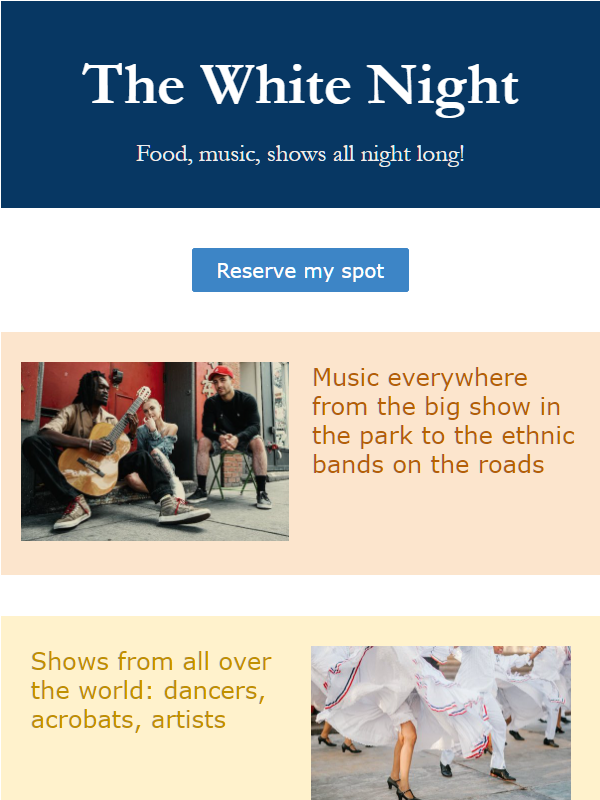 The White Night
Food, music, shows all night long!
Reserve my spot
Music everywhere
from the big show in
the park to the ethnic
bands on the roads
Shows from all over
the world: dancers,
acrobats, artists